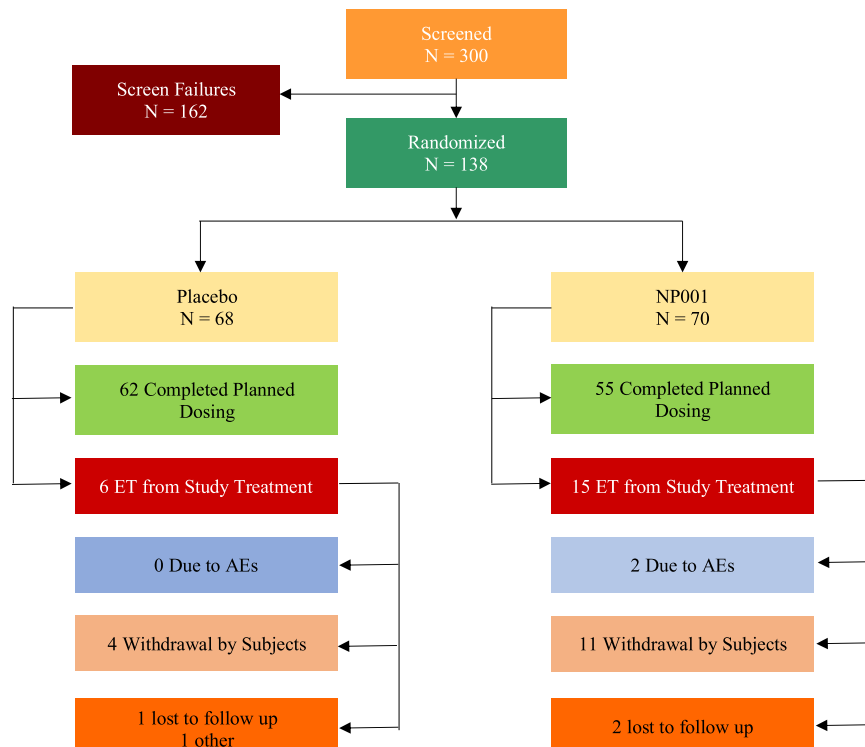 Screened
N = 300
Screen Failures
N = 162
Randomized
N = 138
Placebo
N = 68
NP001
N = 70
62 Completed Planned
Dosing
55 Completed Planned
Dosing
6 ET from Study Treatment
15 ET from Study Treatment
0 Due to AEs
2 Due to AEs
4 Withdrawal by Subjects
11 Withdrawal by Subjects
1 lost to follow up
1 other
2 lost to follow up